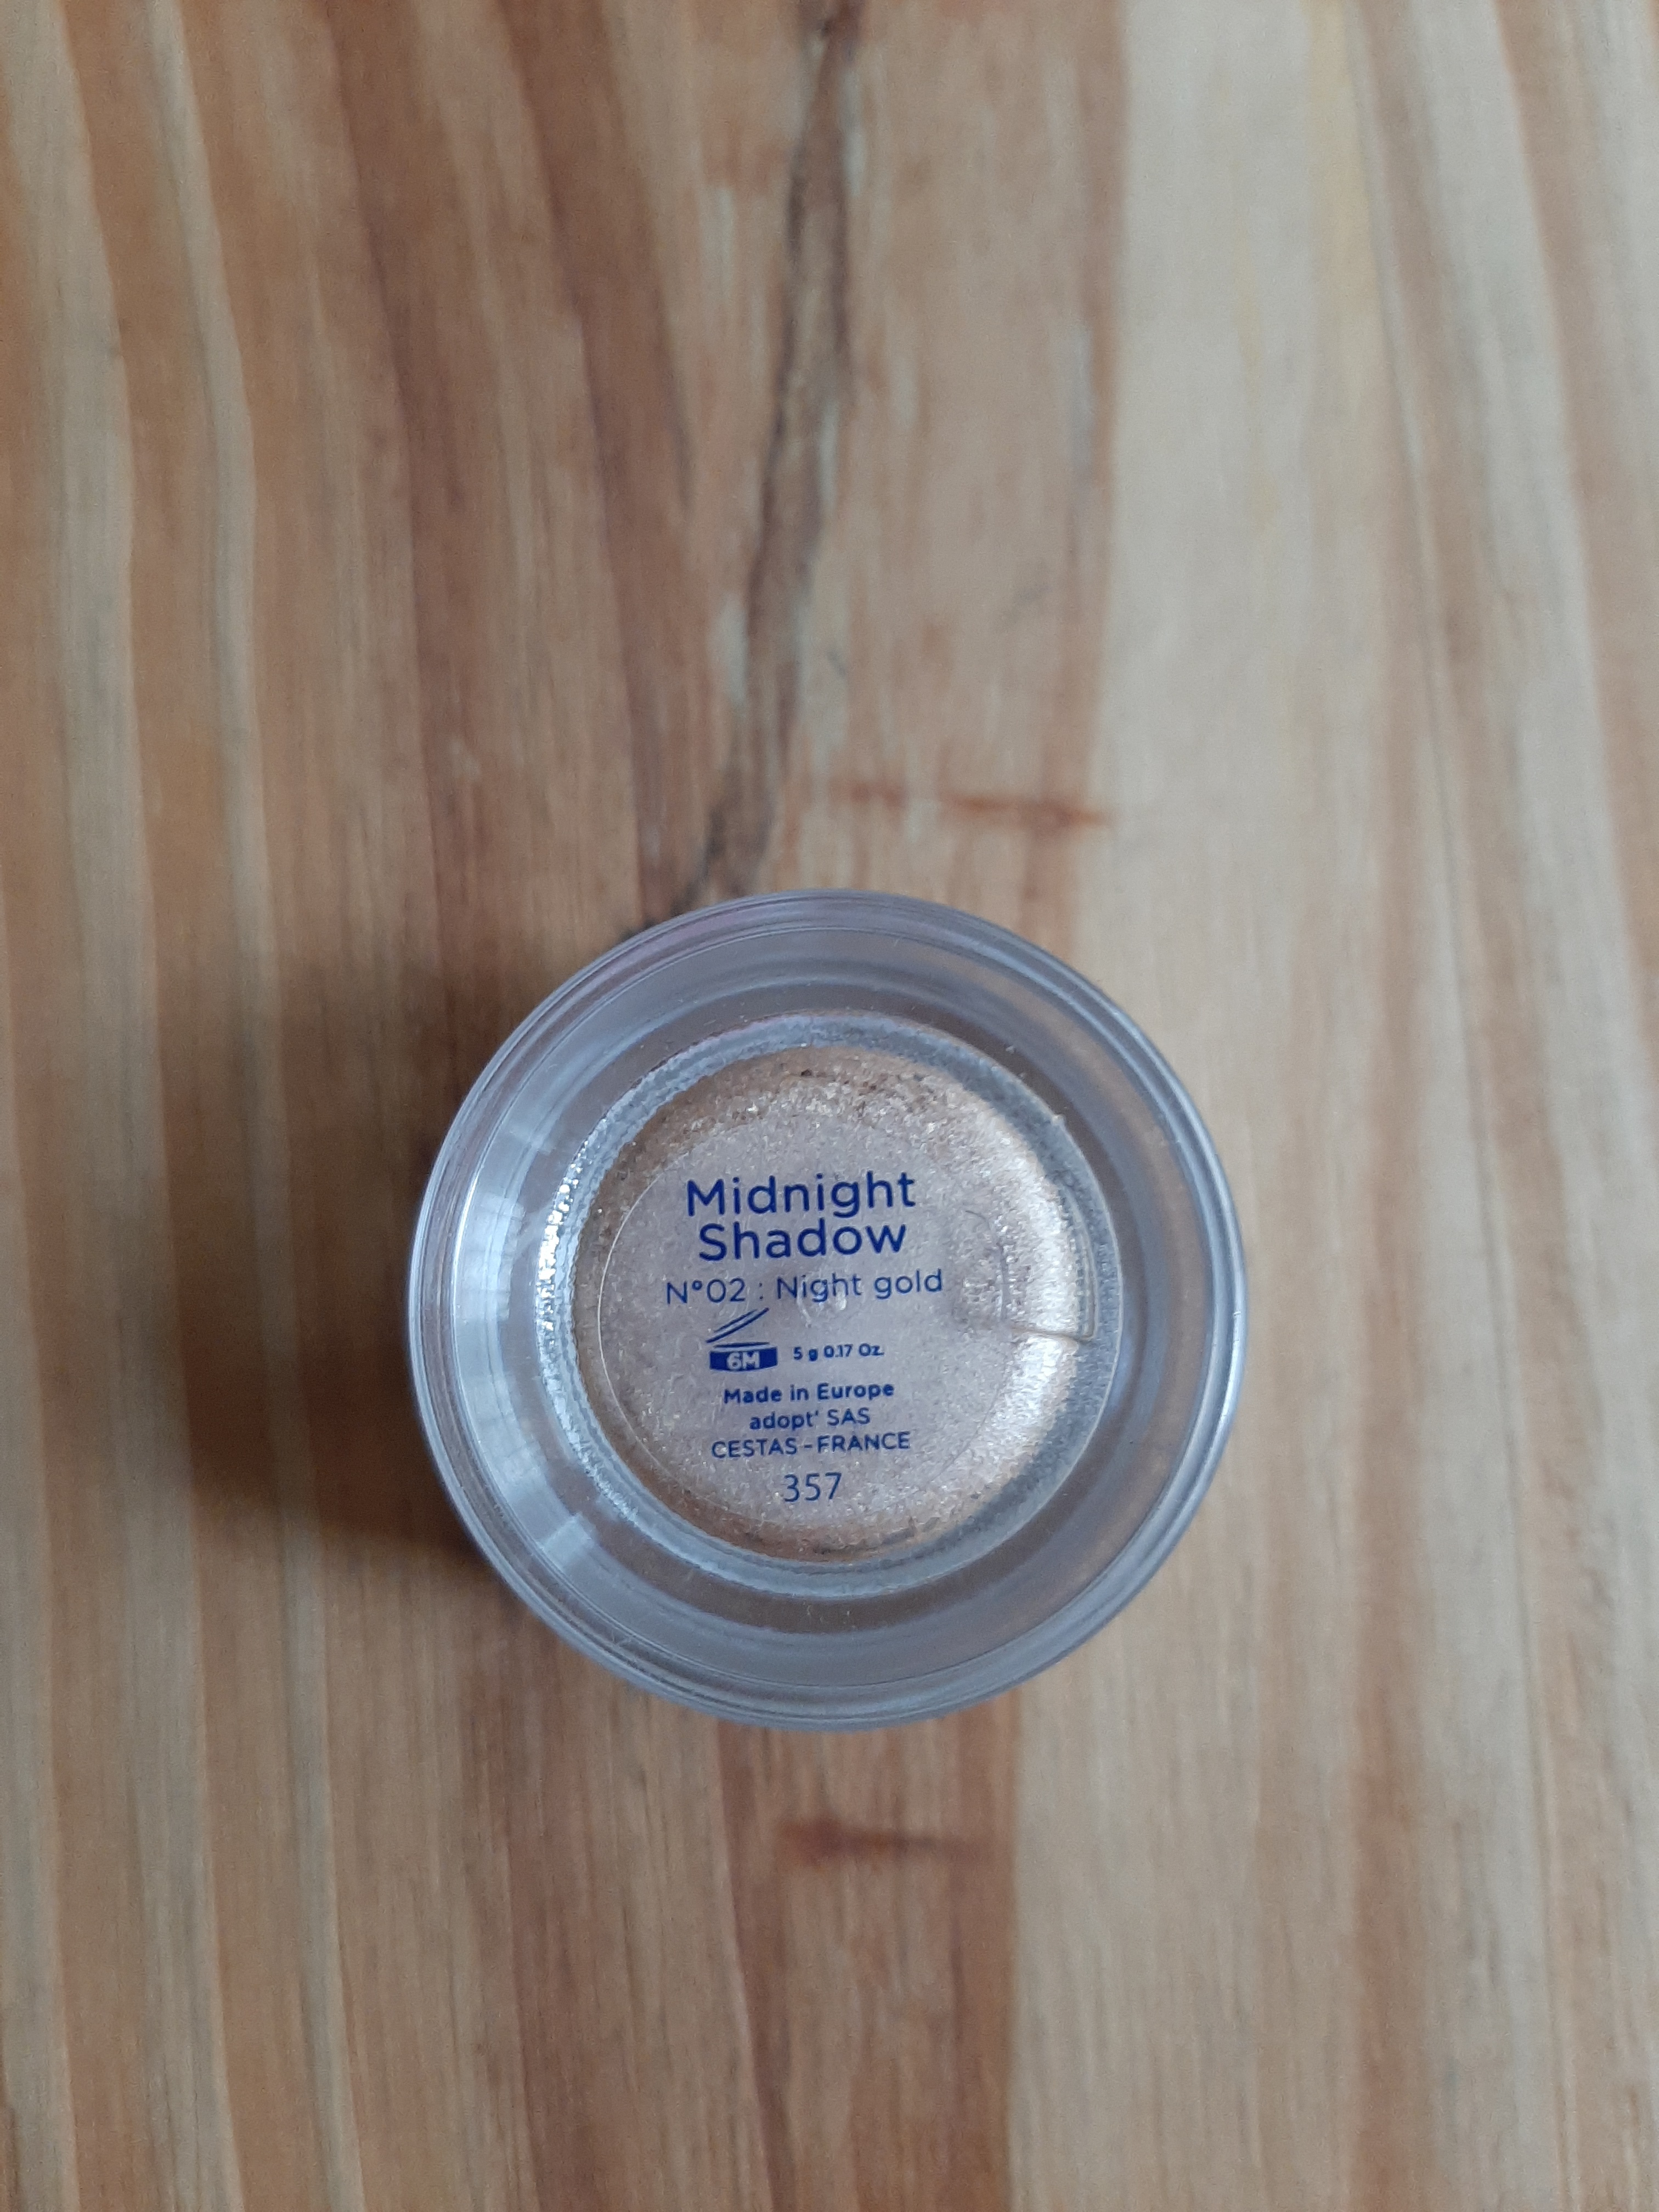 Midnight
Shadow
N°02 : Night gold
6M 5 g 0.17 Oz.
Made in Europe
adopt' SAS
CESTAS - FRANCE
357